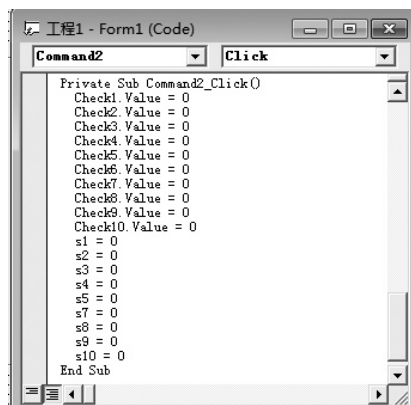 工程1 - Form1 (Code)
Command2 Click
Private Sub Command2_Click()
Check1.Value = 0
Check2.Value = 0
Check3.Value = 0
Check4.Value = 0
Check5.Value = 0
Check6.Value = 0
Check7.Value = 0
Check8.Value = 0
Check9.Value = 0
Check10.Value = 0
s1 = 0
s2 = 0
s3 = 0
s4 = 0
s5 = 0
s7 = 0
s8 = 0
s9 = 0
s10 = 0
End Sub